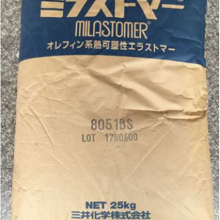 ミラストマー
MILASTOMER®
オレフィン系熱可塑性エラストマー
8051BS
LOT
NET 25kg
三井化学株式会社